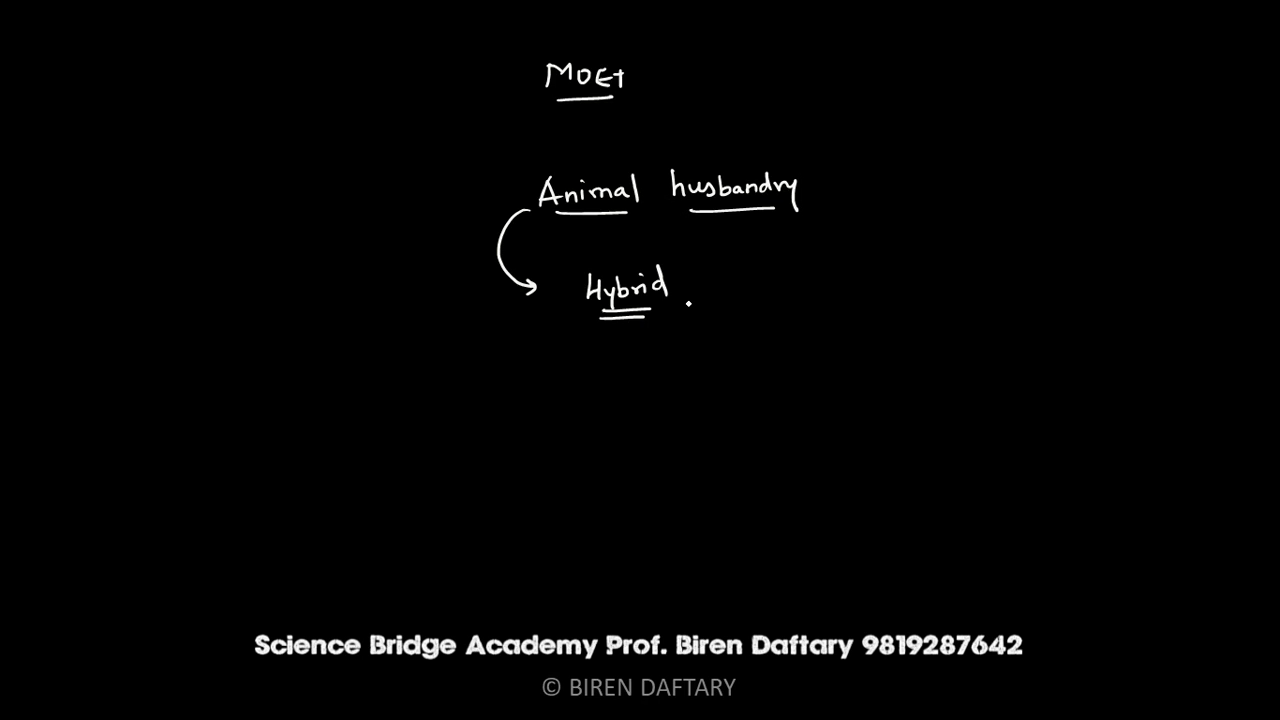 MOET
Animal husbandry
Hybrid .
Science Bridge Academy Prof. Biren Daftary 9819287642
© BIREN DAFTARY